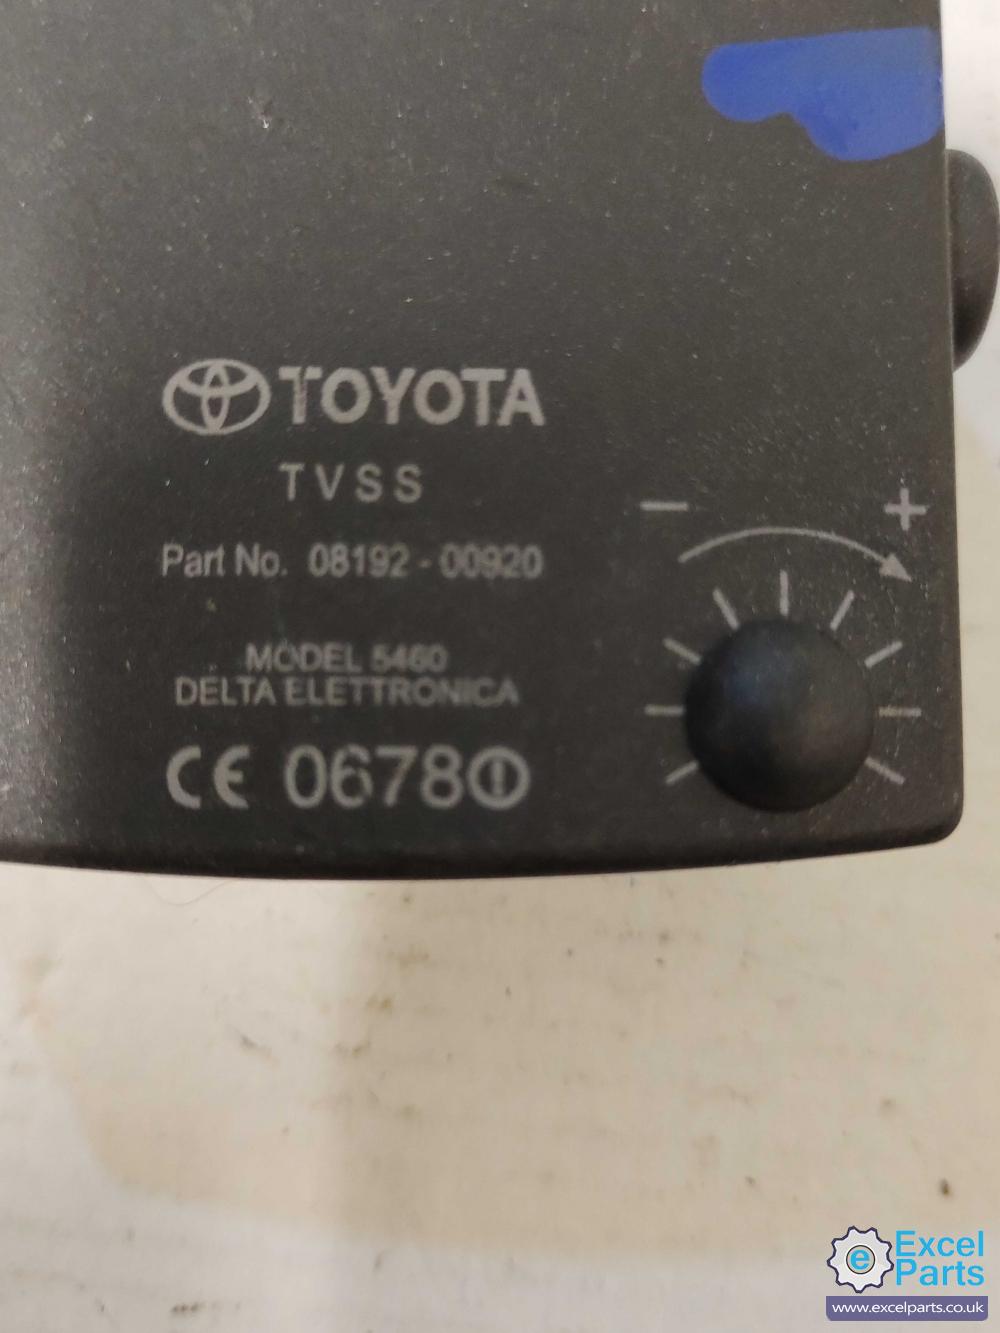 TOYOTA
TVSS
Part No. 08192-00920
- +
MODEL 5460
DELTA ELETTRONICA
CE 0678
e Excel
Parts
www.excelparts.co.uk